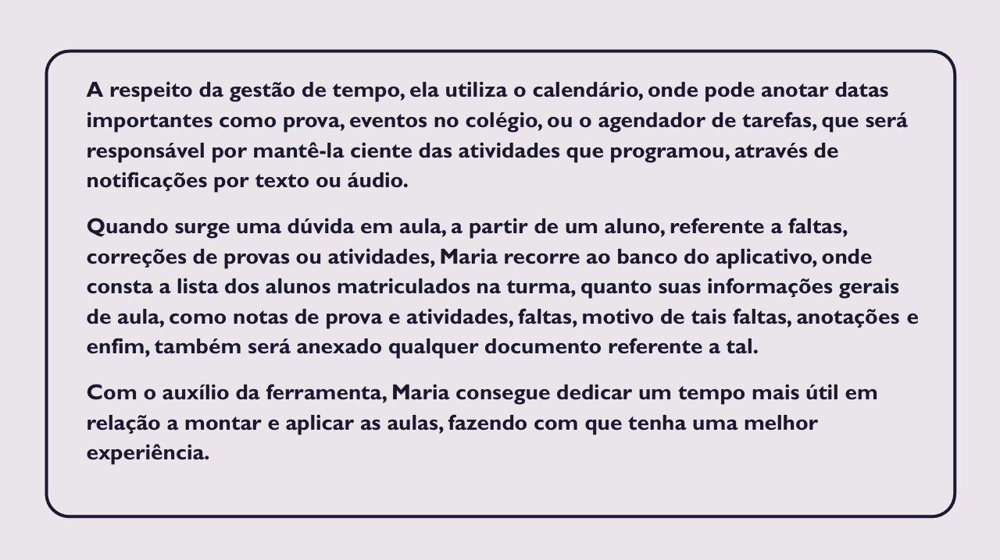 A respeito da gestão de tempo, ela utiliza o calendário, onde pode anotar datas
importantes como prova, eventos no colégio, ou o agendador de tarefas, que será
responsável por mantê-la ciente das atividades que programou, através de
notificações por texto ou áudio.
Quando surge uma dúvida em aula, a partir de um aluno, referente a faltas,
correções de provas ou atividades, Maria recorre ao banco do aplicativo, onde
consta a lista dos alunos matriculados na turma, quanto suas informações gerais
de aula, como notas de prova e atividades, faltas, motivo de tais faltas, anotações e
enfim, também será anexado qualquer documento referente a tal.
Com o auxílio da ferramenta, Maria consegue dedicar um tempo mais útil em
relação a montar e aplicar as aulas, fazendo com que tenha uma melhor
experiência.